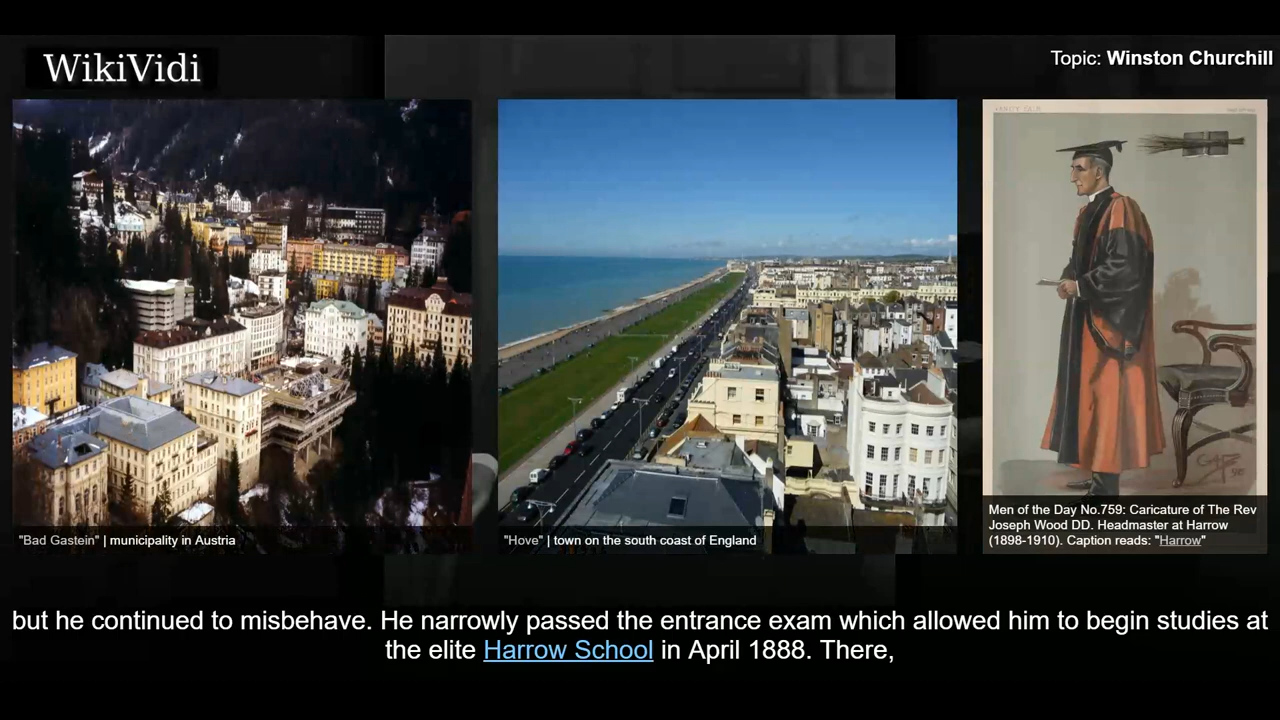 WikiVidi
Topic: Winston Churchill
"Bad Gastein" | municipality in Austria
"Hove" | town on the south coast of England
Men of the Day No.759: Caricature of The Rev
Joseph Wood DD. Headmaster at Harrow
(1898-1910). Caption reads: "Harrow"
but he continued to misbehave. He narrowly passed the entrance exam which allowed him to begin studies at
the elite Harrow School in April 1888. There,